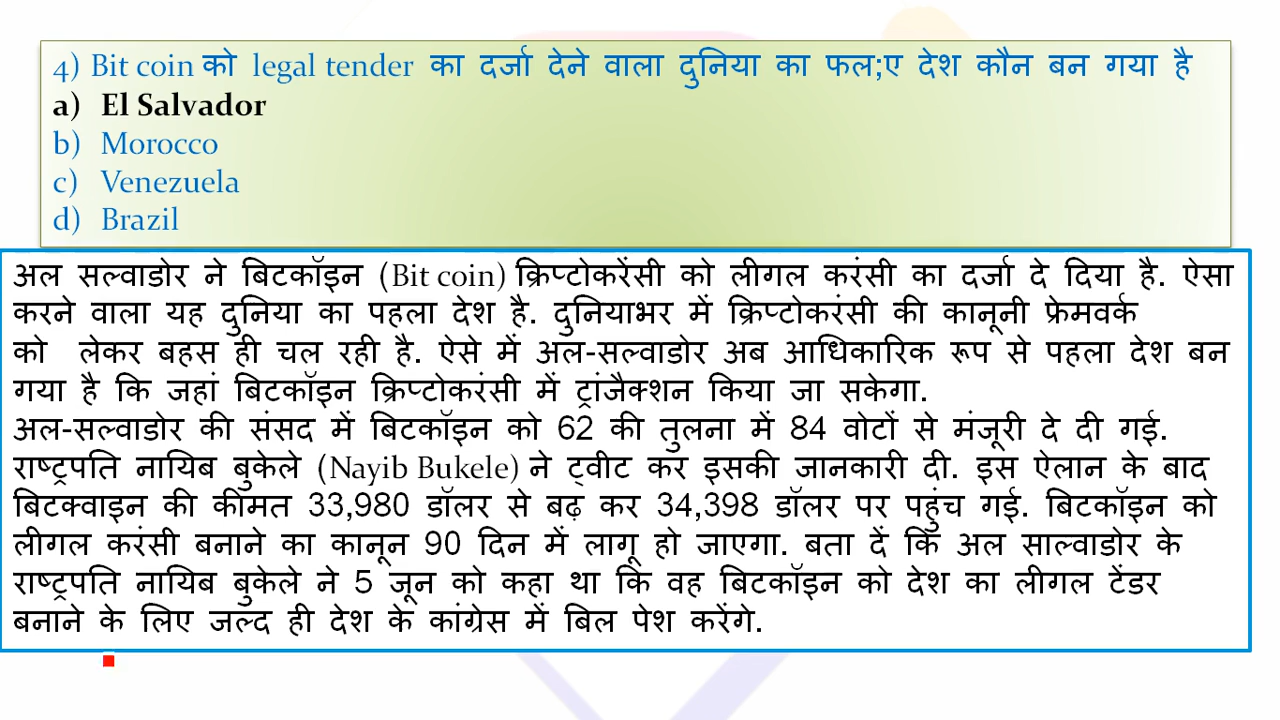 4) Bit coin को legal tender का दर्जा देने वाला दुनिया का फल;ए देश कौन बन गया है
a) El Salvador
b) Morocco
c) Venezuela
d) Brazil
अल सल्वाडोर ने बिटकॉइन (Bit coin) क्रिप्टोकरेंसी को लीगल करंसी का दर्जा दे दिया है. ऐसा
करने वाला यह दुनिया का पहला देश है. दुनियाभर में क्रिप्टोकरंसी की कानूनी फ्रेमवर्क
को लेकर बहस ही चल रही है. ऐसे में अल-सल्वाडोर अब आधिकारिक रूप से पहला देश बन
गया है कि जहां बिटकॉइन क्रिप्टोकरंसी में ट्रांजैक्शन किया जा सकेगा.
अल-सल्वाडोर की संसद में बिटकॉइन को 62 की तुलना में 84 वोटों से मंजूरी दे दी गई.
राष्ट्रपति नायिब बुकेले (Nayib Bukele) ने ट्वीट कर इसकी जानकारी दी. इस ऐलान के बाद
बिटक्वाइन की कीमत 33,980 डॉलर से बढ़ कर 34,398 डॉलर पर पहुंच गई. बिटकॉइन को
लीगल करंसी बनाने का कानून 90 दिन में लागू हो जाएगा. बता दें कि अल साल्वाडोर के
राष्ट्रपति नायिब बुकेले ने 5 जून को कहा था कि वह बिटकॉइन को देश का लीगल टेंडर
बनाने के लिए जल्द ही देश के कांग्रेस में बिल पेश करेंगे.